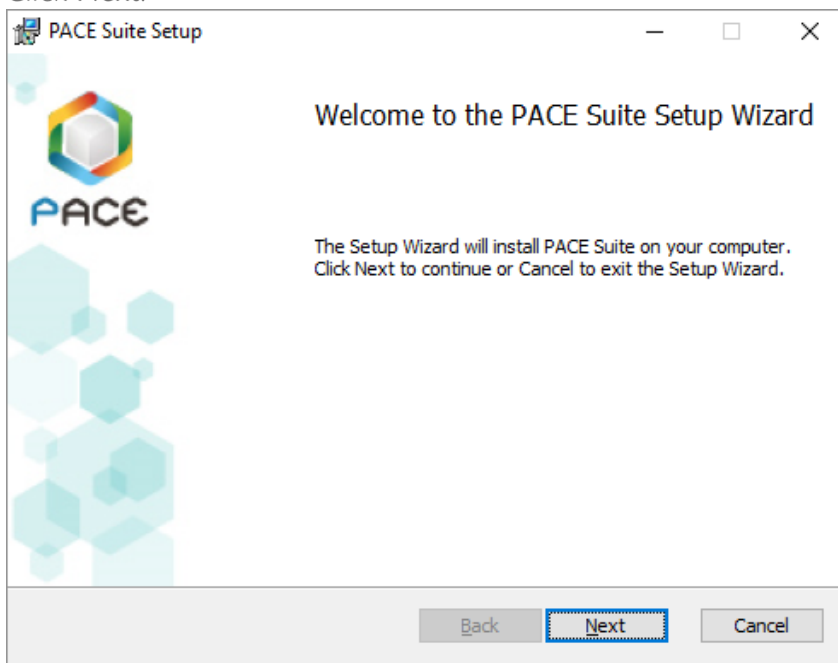 PACE Suite Setup
Welcome to the PACE Suite Setup Wizard
PACE
The Setup Wizard will install PACE Suite on your computer.
Click Next to continue or Cancel to exit the Setup Wizard.
Back Next Cancel